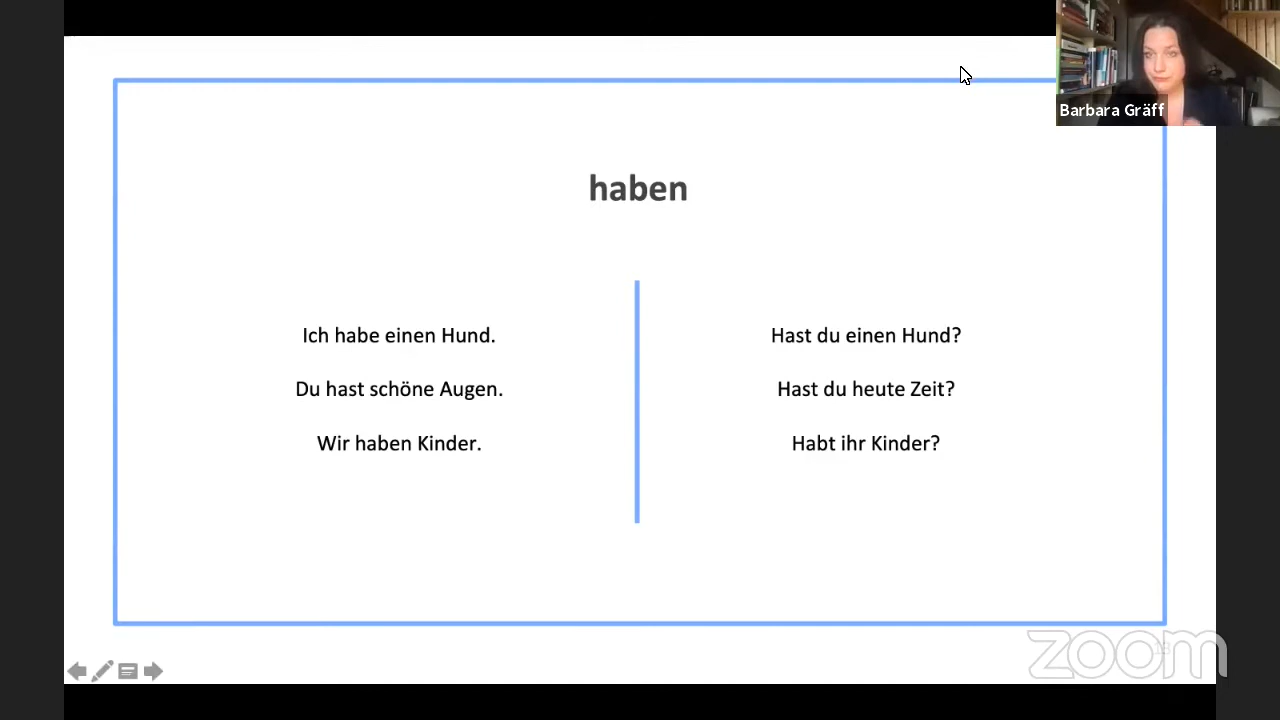 Barbara Gräff
haben
Ich habe einen Hund.
Du hast schöne Augen.
Wir haben Kinder.
Hast du einen Hund?
Hast du heute Zeit?
Habt ihr Kinder?
zoom